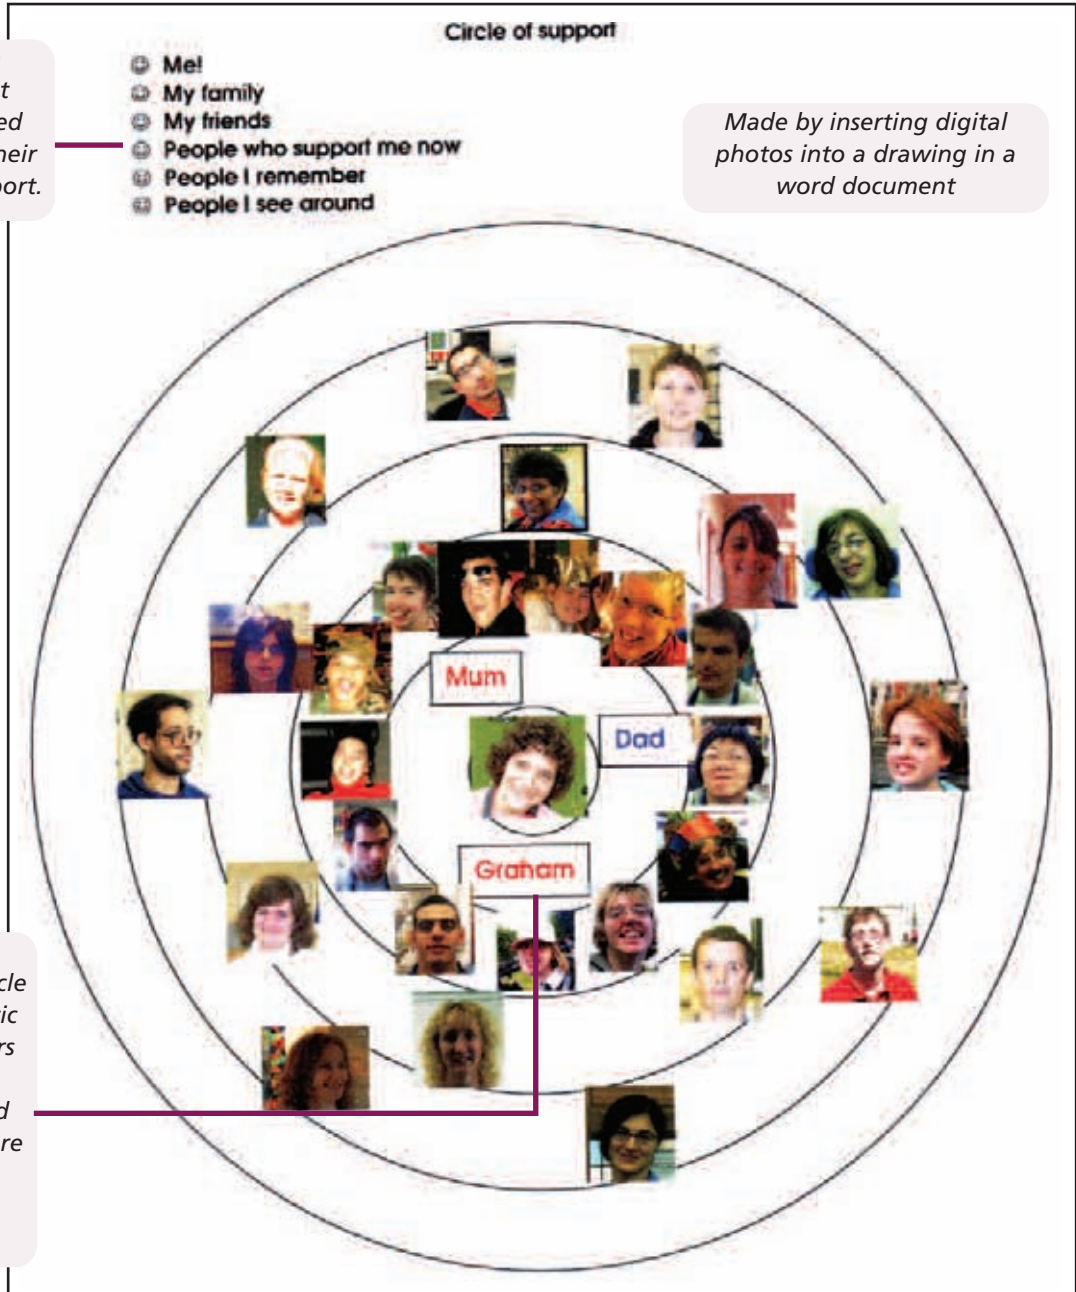 Circle of support
Me!
My family
My friends
People who support me now
People I remember
People I see around
t
ed
heir
port.
Made by inserting digital
photos into a drawing in a
word document
Mum
Dad
Graham
cle
ic
rs
d
re